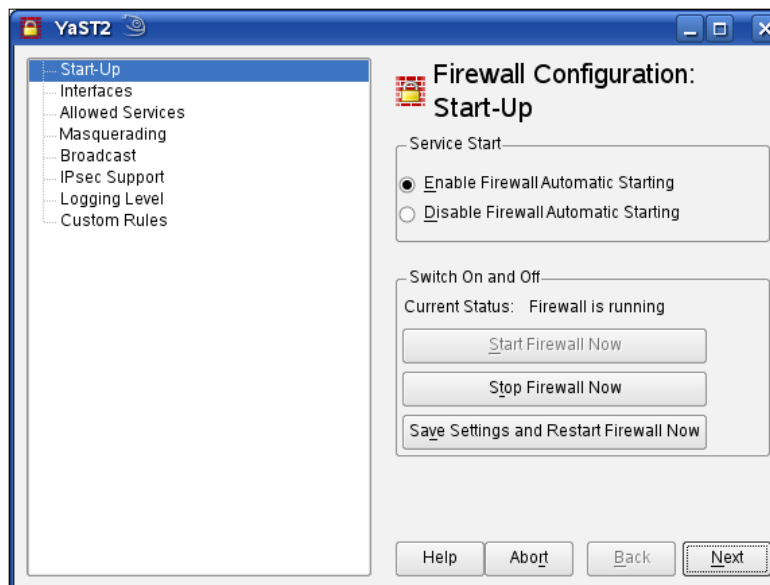 YaST2
Start-Up
Interfaces
Allowed Services
Masquerading
Broadcast
IPsec Support
Logging Level
Custom Rules
Firewall Configuration:
Start-Up
Service Start
Enable Firewall Automatic Starting
Disable Firewall Automatic Starting
Switch On and Off
Current Status: Firewall is running
Start Firewall Now
Stop Firewall Now
Save Settings and Restart Firewall Now
Help
Abort
Back
Next